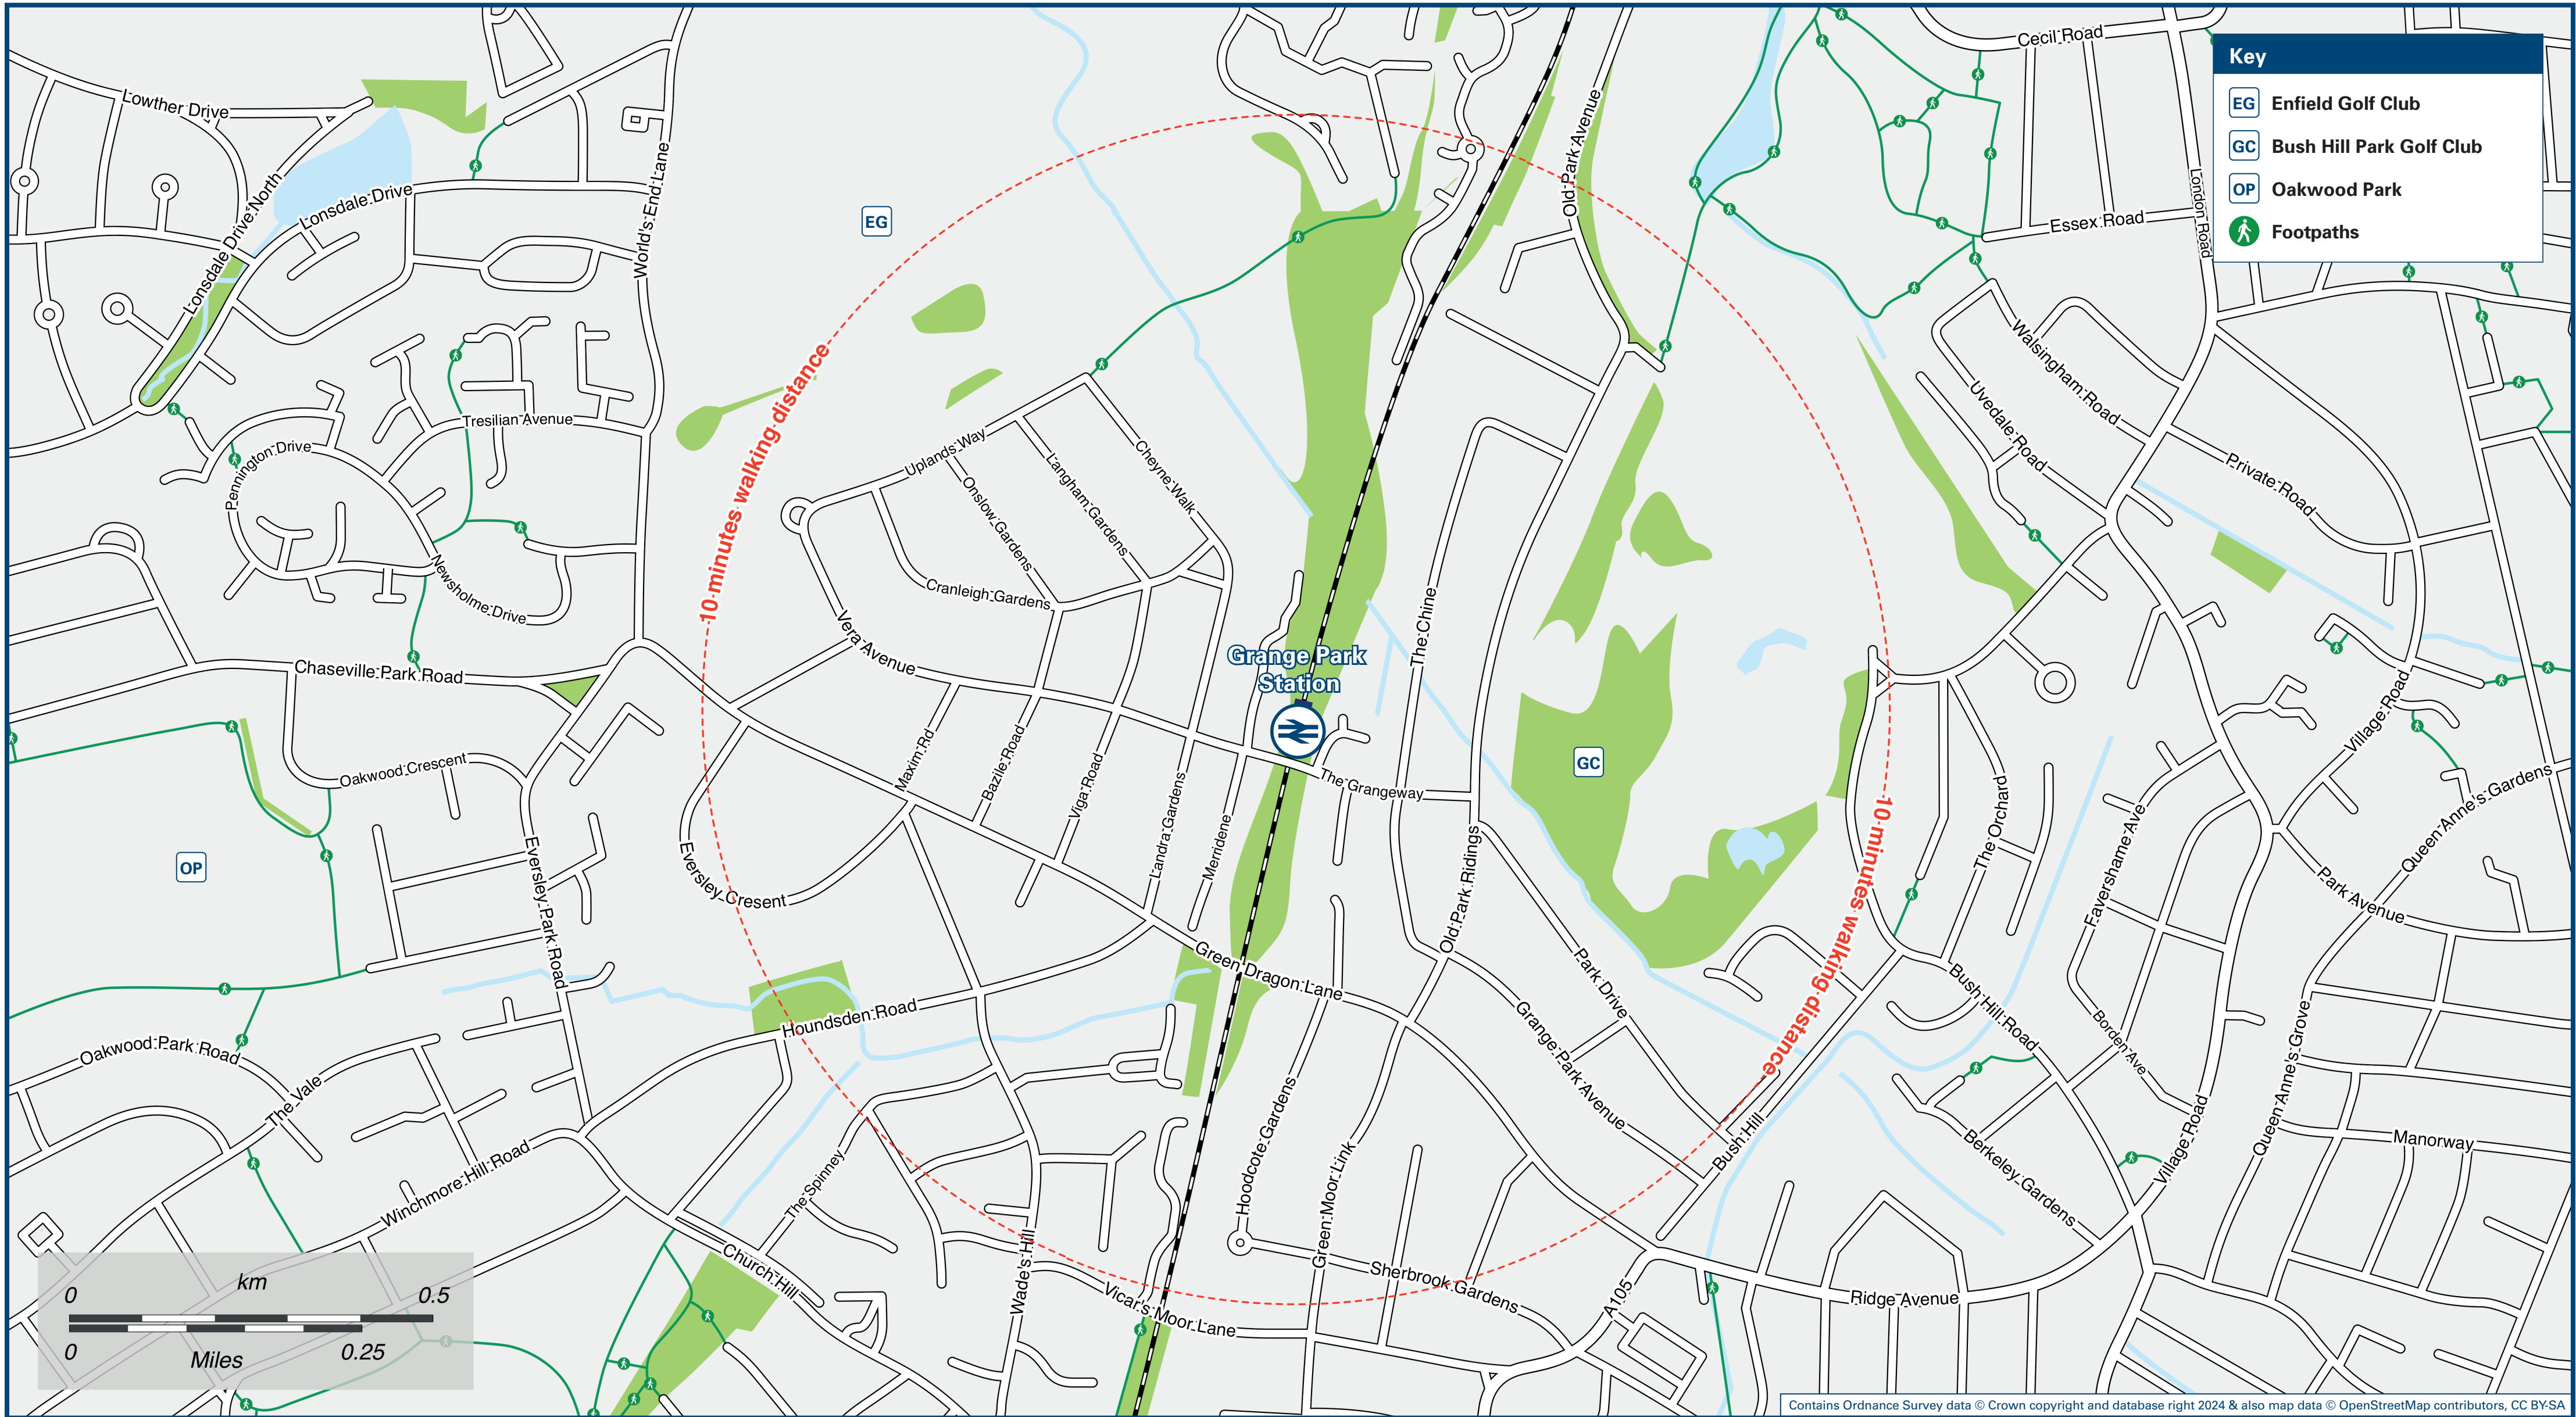 Cecil Road
Key
EG Enfield Golf Club
GC Bush Hill Park Golf Club
OP Oakwood Park
Footpaths
Lowther Drive
Old Park Avenue
World's End Lane
Lonsdale Drive North
Lonsdale Drive
London Road
Essex Road
EG
Lonsdale Drive
10 minutes walking distance
Walsingham Road
Uvedale Road
Tresilian Avenue
Uplands Way
Cheyne Walk
Pennington Drive
Langham Gardens
Onslow Gardens
Private Road
Newsholme Drive
Cranleigh Gardens
The Chine
Vera Avenue
Grange Park
Station
Chaseville Park Road
Village Road
Oakwood Crescent
Maxim Rd
Bazile Road
Viga Road
The Grangeway
GC
The Orchard
Queen Anne's Gardens
Landra Gardens
Merridene
10 minutes walking distance
Favershame Ave
OP
Eversley Park Road
Eversley Cresent
Old Park Ridings
Park Avenue
Green Dragon Lane
Park Drive
Bush Hill Road
Houndsden Road
Grange Park Avenue
Borden Ave
Queen Anne's Grove
Oakwood Park Road
The Vale
Hoodcote Gardens
Bush Hill
Village Road
Manorway
Winchmore Hill Road
The Spinney
Green Moor Link
Berkeley Gardens
Church Hill
Wade's Hill
Vicar's Moor Lane
Sherbrook Gardens
A105
Ridge Avenue
km
0 0.5
0 0.25
Miles
Contains Ordnance Survey data © Crown copyright and database right 2024 & also map data © OpenStreetMap contributors, CC BY-SA